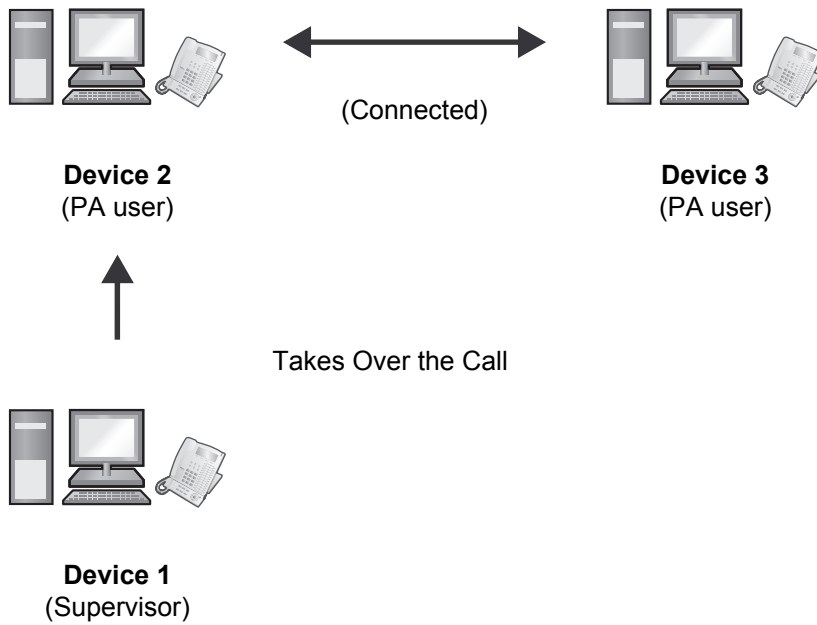 (Connected)
Device 2
(PA user)
Device 3
(PA user)
Takes Over the Call
Device 1
(Supervisor)